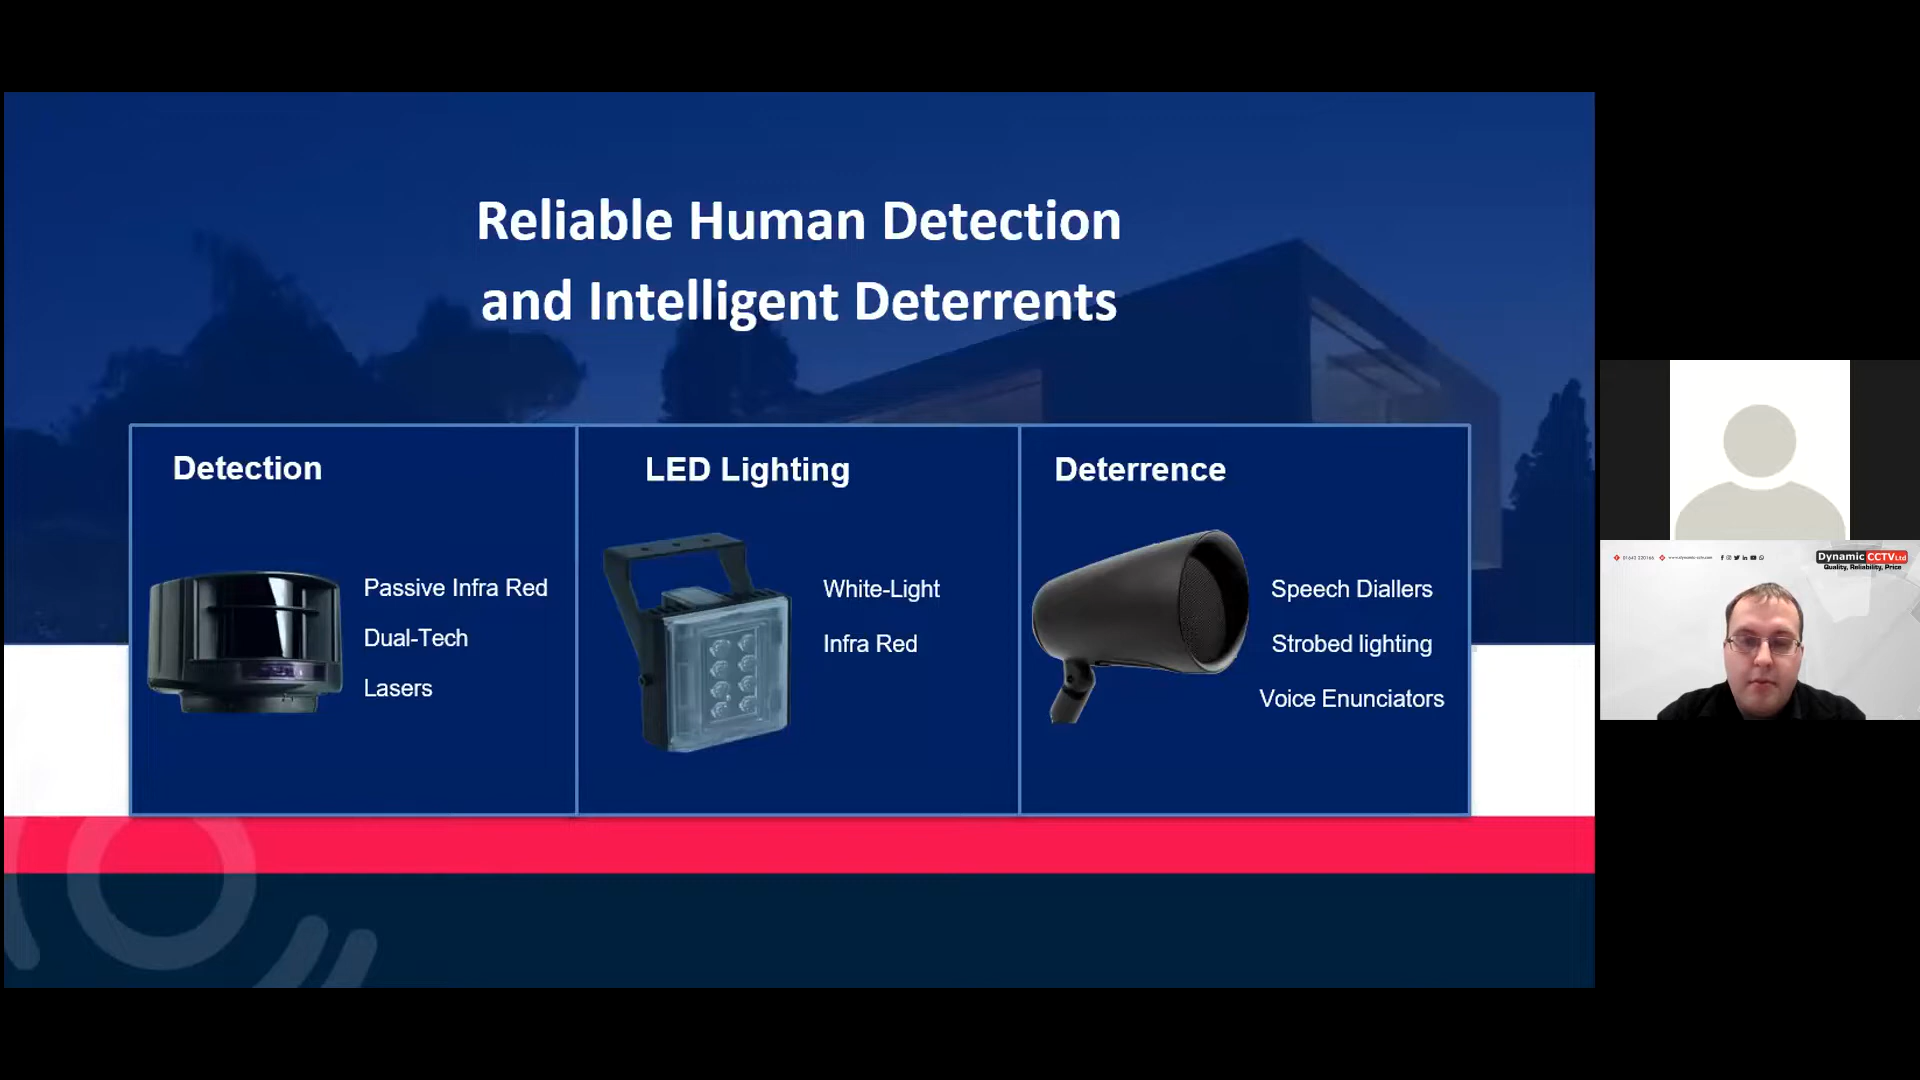 Reliable Human Detection
and Intelligent Deterrents
Detection
Passive Infra Red
Dual-Tech
Lasers
LED Lighting
White-Light
Infra Red
Deterrence
Speech Diallers
Strobed lighting
Voice Enunciators
Dynamic CCTV Ltd
Quality, Reliability, Price